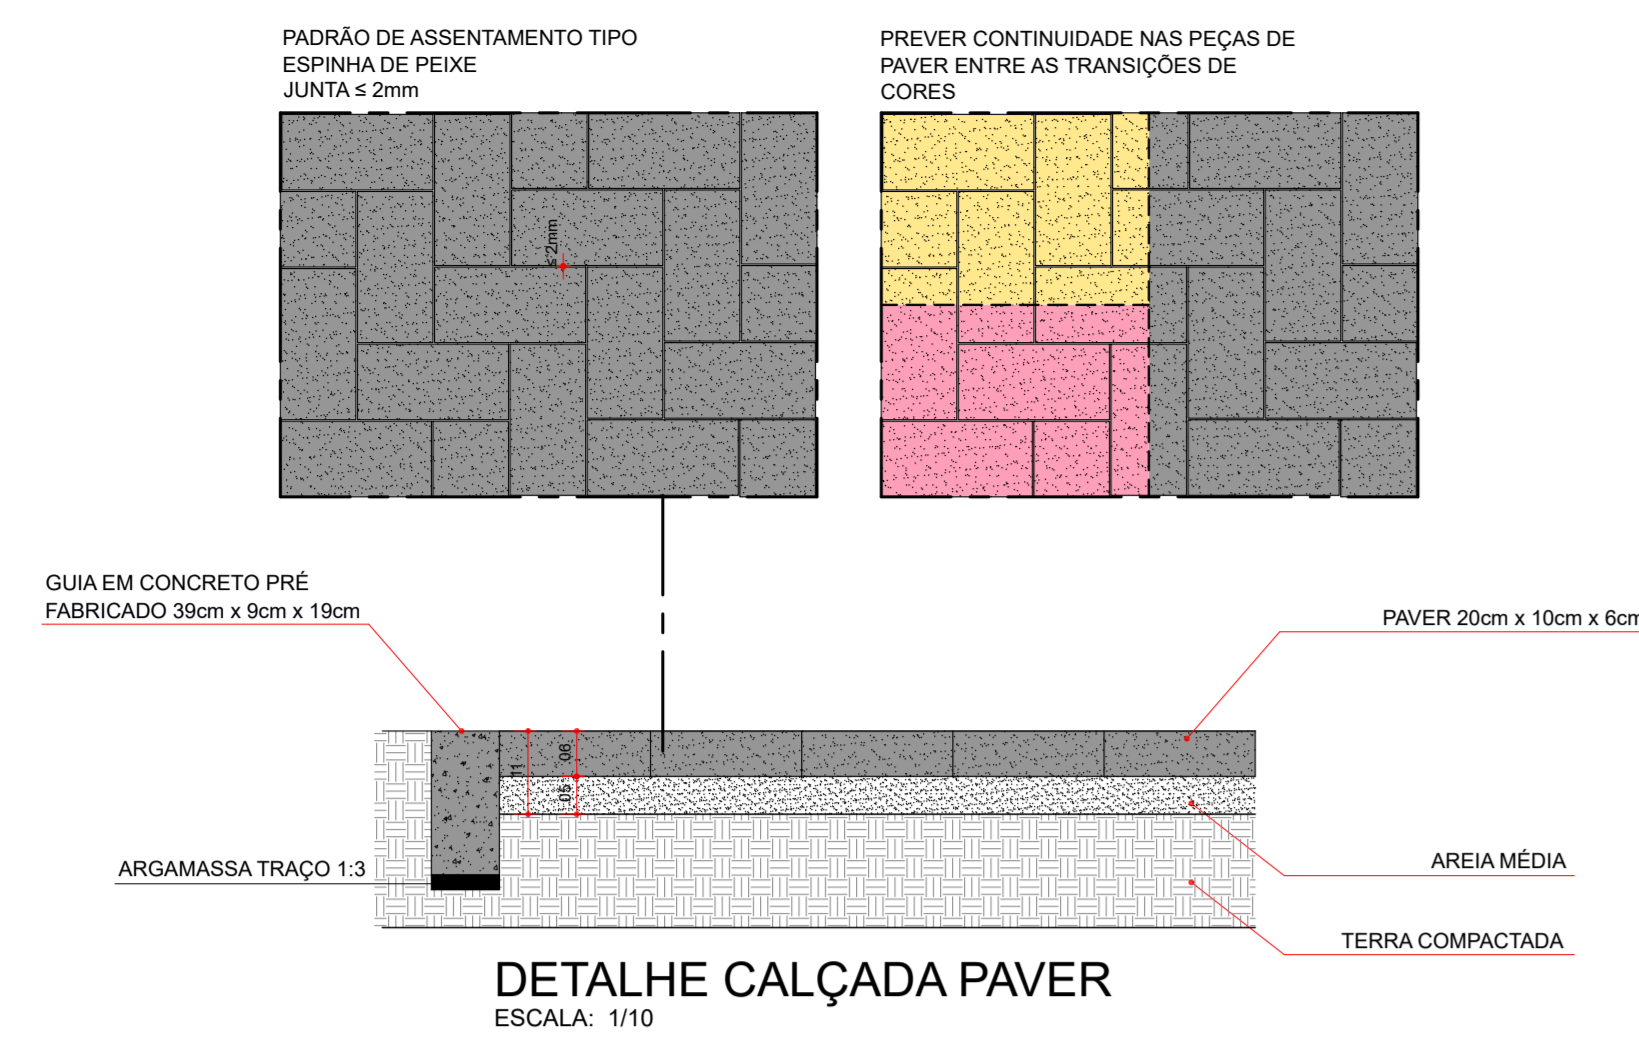 PADRÃO DE ASSENTAMENTO TIPO
ESPINHA DE PEIXE
JUNTA ≤ 2mm
PREVER CONTINUIDADE NAS PEÇAS DE
PAVER ENTRE AS TRANSIÇÕES DE
CORES
≤ 2mm
GUIA EM CONCRETO PRÉ
FABRICADO 39cm x 9cm x 19cm
PAVER 20cm x 10cm x 6cm
11
06
05
ARGAMASSA TRAÇO 1:3
AREIA MÉDIA
TERRA COMPACTADA
DETALHE CALÇADA PAVER
ESCALA: 1/10